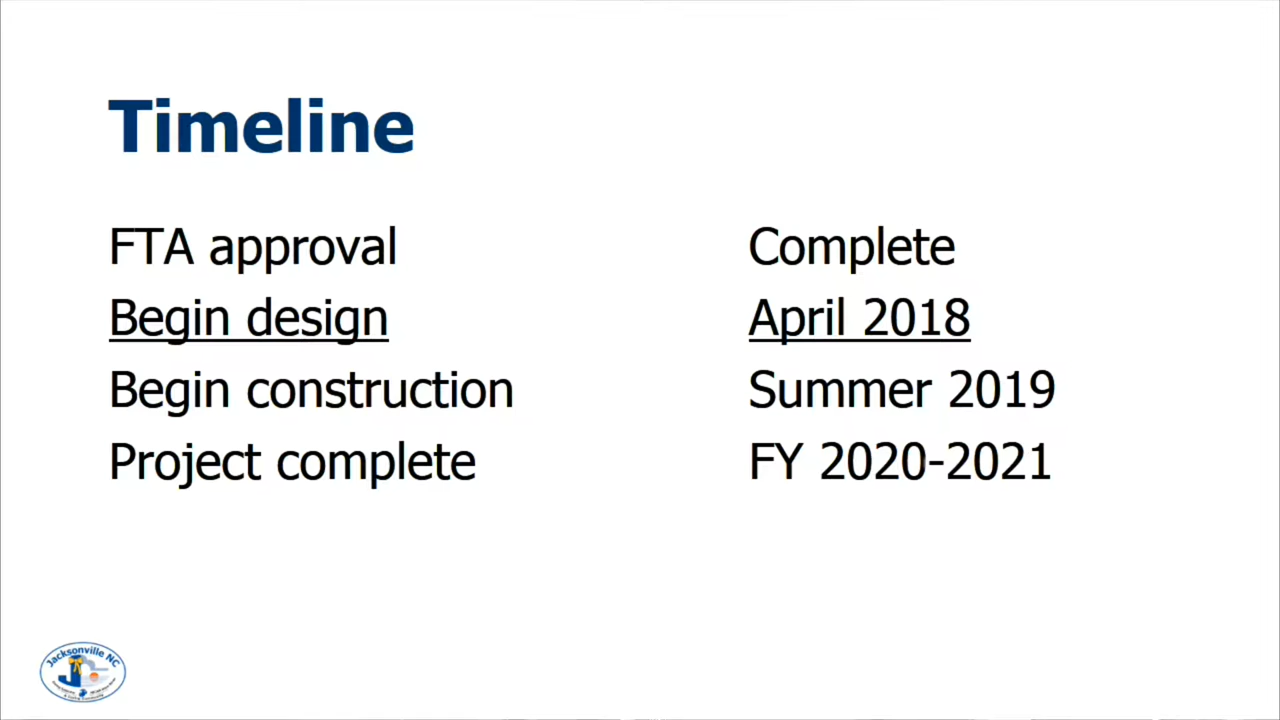 Timeline
FTA approval Complete
Begin design April 2018
Begin construction Summer 2019
Project complete FY 2020-2021
Jacksonville NC